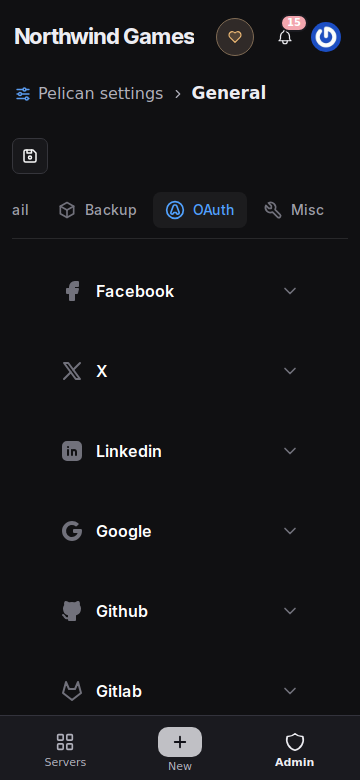 Northwind Games
15
Pelican settings > General
ail Backup OAuth Misc
Facebook
X
Linkedin
Google
Github
Gitlab
Servers New Admin